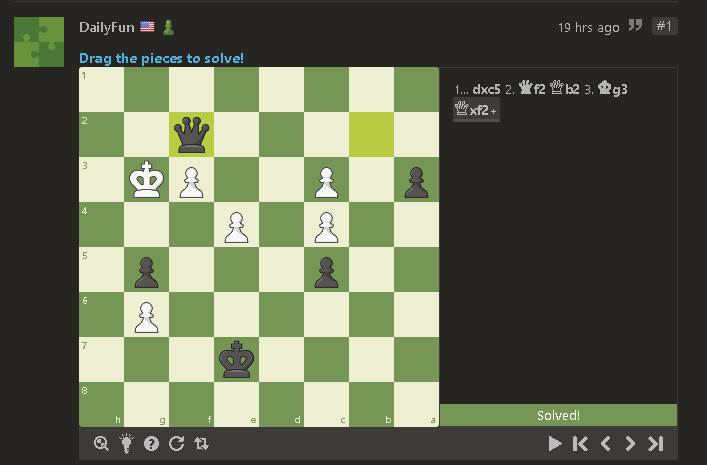 DailyFun
19 hrs ago
#1
Drag the pieces to solve!
1... dxc5 2. ♛f2 ♕b2 3. ♚g3
♕xf2+
1
2
3
4
5
6
7
8
h g f e d c b a
Solved!